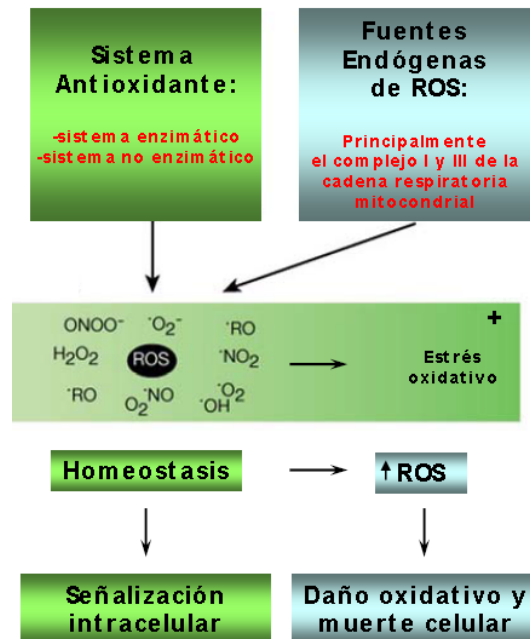 Sistema
Antioxidante:
-sistema enzimático
-sistema no enzimático
Fuentes
Endógenas
de ROS:
Principalmente
el complejo I y III de la
cadena respiratoria
mitocondrial
ONOO⁻ ·O₂⁻ ·RO
H₂O₂ ROS ·NO₂
·RO O₂ ·NO ·OH ·O₂
+
Estrés
oxidativo
Homeostasis
↑ROS
Señalización
intracelular
Daño oxidativo y
muerte celular